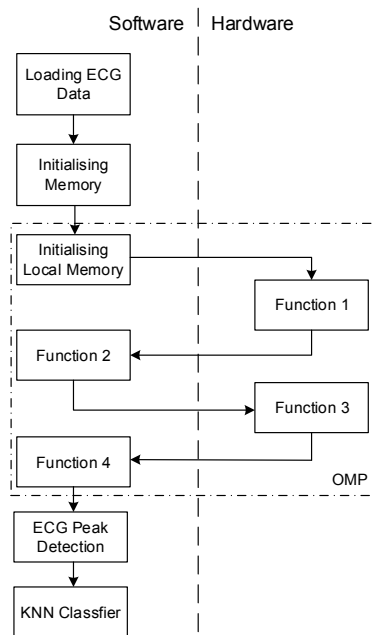 Software
Hardware
Loading ECG
Data
Initialising
Memory
Initialising
Local Memory
Function 1
Function 2
Function 3
Function 4
OMP
ECG Peak
Detection
KNN Classfier